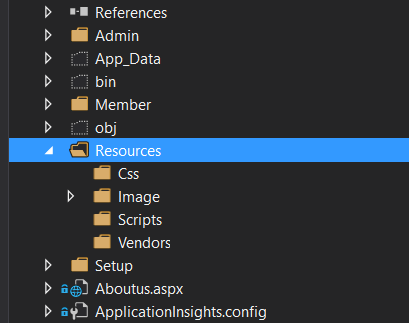 References
Admin
App_Data
bin
Member
obj
Resources
Css
Image
Scripts
Vendors
Setup
Aboutus.aspx
ApplicationInsights.config